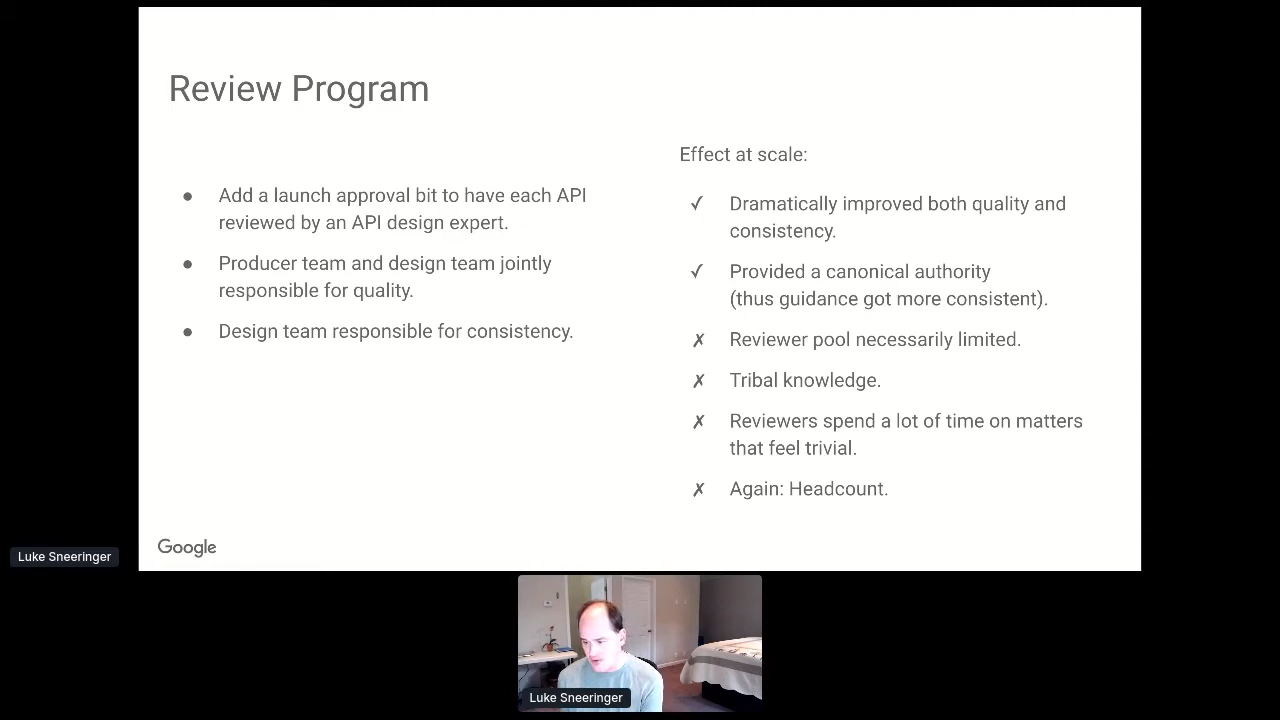 Review Program
● Add a launch approval bit to have each API
reviewed by an API design expert.
● Producer team and design team jointly
responsible for quality.
● Design team responsible for consistency.
Effect at scale:
✓ Dramatically improved both quality and
consistency.
✓ Provided a canonical authority
(thus guidance got more consistent).
✗ Reviewer pool necessarily limited.
✗ Tribal knowledge.
✗ Reviewers spend a lot of time on matters
that feel trivial.
✗ Again: Headcount.
Google
Luke Sneeringer
Luke Sneeringer